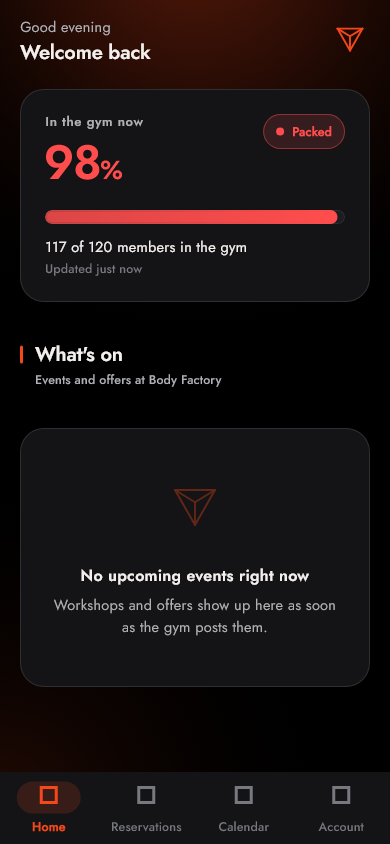 Good evening
Welcome back
In the gym now
Packed
98%
117 of 120 members in the gym
Updated just now
What's on
Events and offers at Body Factory
No upcoming events right now
Workshops and offers show up here as soon
as the gym posts them.
Home
Reservations
Calendar
Account